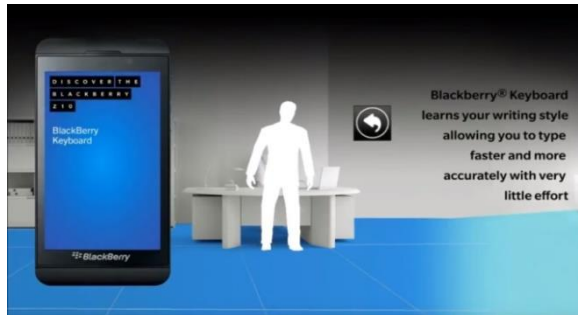 DISCOVER THE
BLACKBERRY
Z10
BlackBerry
Keyboard
BlackBerry
Blackberry® Keyboard
learns your writing style
allowing you to type
faster and more
accurately with very
little effort